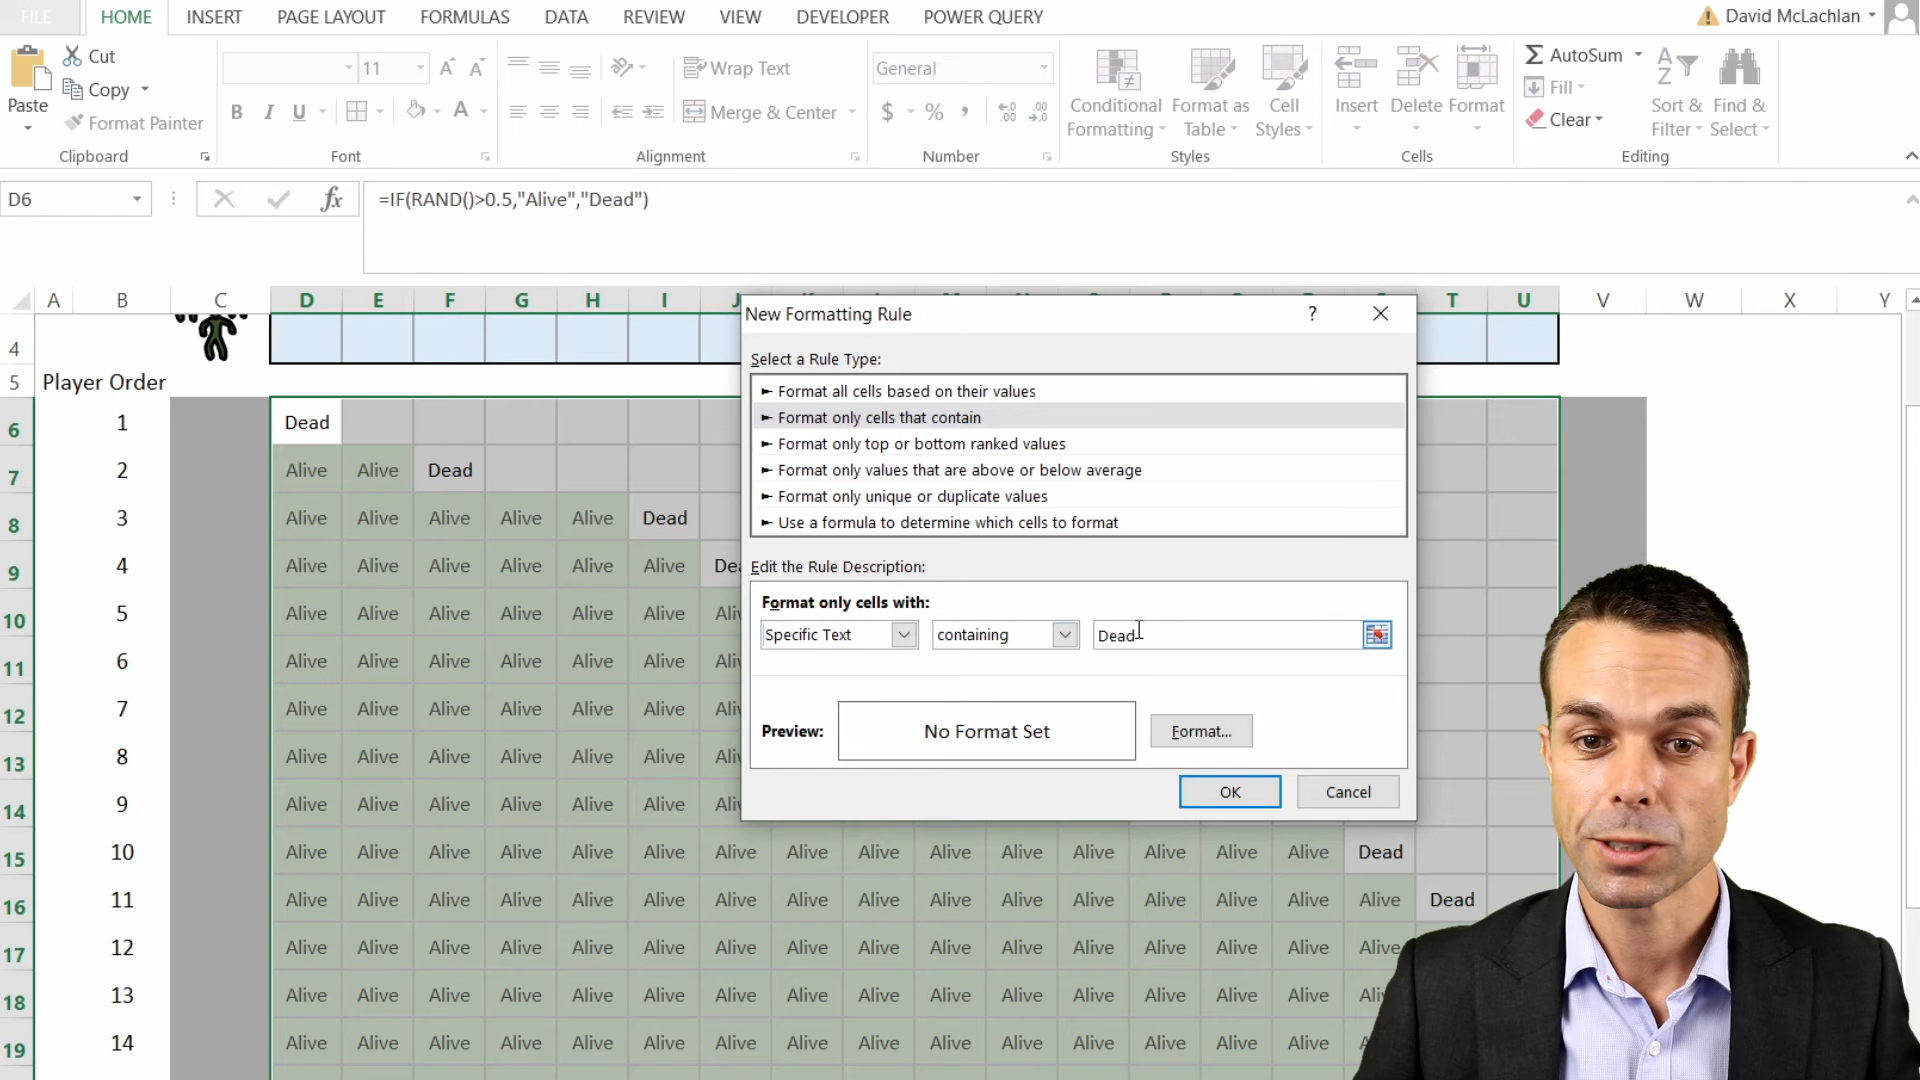 FILE HOME INSERT PAGE LAYOUT FORMULAS DATA REVIEW VIEW DEVELOPER POWER QUERY David McLachlan
Paste
Cut
Copy
Format Painter
Clipboard
11
B I U A
Font
Wrap Text
Merge & Center
Alignment
General
$ % ,
Number
Conditional Formatting
Format as Table
Cell Styles
Styles
Insert Delete Format
Cells
AutoSum
Fill
Clear
Sort & Filter
Find & Select
Editing
D6 fx =IF(RAND()>0.5,"Alive","Dead")
A B C D E F G H I T U V W X Y
4
5 Player Order
6 1 Dead
7 2 Alive Alive Dead
8 3 Alive Alive Alive Alive Alive Dead
9 4 Alive Alive Alive Alive Alive Alive
10 5 Alive Alive Alive Alive Alive Alive
11 6 Alive Alive Alive Alive Alive Alive
12 7 Alive Alive Alive Alive Alive Alive
13 8 Alive Alive Alive Alive Alive Alive
14 9 Alive Alive Alive Alive Alive Alive
15 10 Alive Alive Alive Alive Alive Alive Alive Alive Alive Alive Alive Alive Alive Alive Alive Dead
16 11 Alive Alive Alive Alive Alive Alive Alive Alive Alive Alive Alive Alive Alive Alive Alive Alive Dead
17 12 Alive Alive Alive Alive Alive Alive Alive Alive Alive Alive Alive Alive Alive Alive Alive Alive
18 13 Alive Alive Alive Alive Alive Alive Alive Alive Alive Alive Alive Alive Alive Alive Alive
19 14 Alive Alive Alive Alive Alive Alive Alive Alive Alive Alive Alive Alive Alive Alive Alive
New Formatting Rule ?
Select a Rule Type:
► Format all cells based on their values
► Format only cells that contain
► Format only top or bottom ranked values
► Format only values that are above or below average
► Format only unique or duplicate values
► Use a formula to determine which cells to format
Edit the Rule Description:
Format only cells with:
Specific Text containing Dead
Preview: No Format Set Format...
OK Cancel